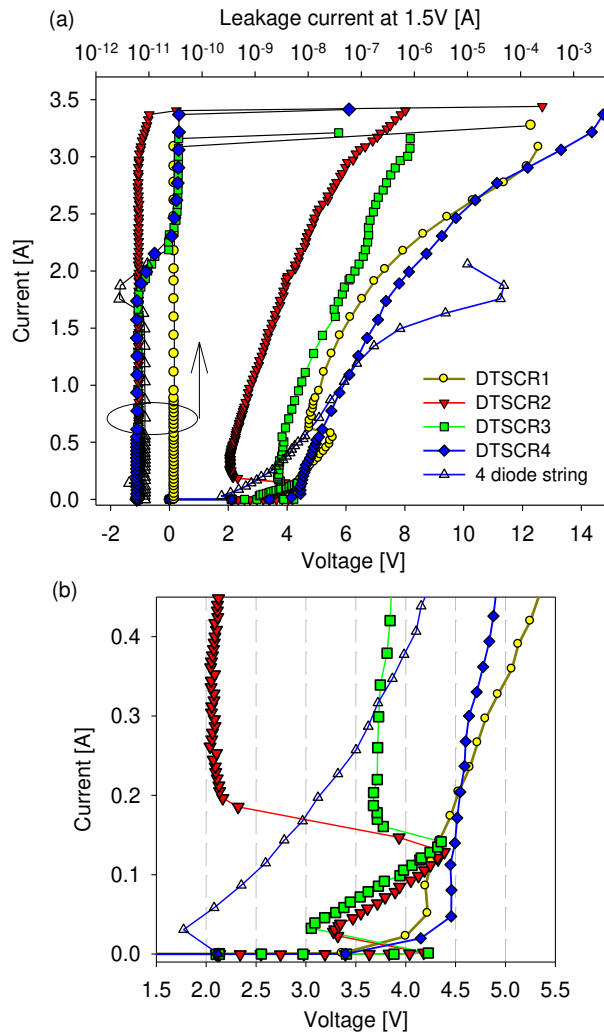 (a)
Leakage current at 1.5V [A]
10⁻¹² 10⁻¹¹ 10⁻¹⁰ 10⁻⁹ 10⁻⁸ 10⁻⁷ 10⁻⁶ 10⁻⁵ 10⁻⁴ 10⁻³
Current [A]
3.5
3.0
2.5
2.0
1.5
1.0
0.5
0.0
DTSCR1
DTSCR2
DTSCR3
DTSCR4
4 diode string
-2 0 2 4 6 8 10 12 14
Voltage [V]
(b)
Current [A]
0.4
0.3
0.2
0.1
0.0
1.5 2.0 2.5 3.0 3.5 4.0 4.5 5.0
Voltage [V]